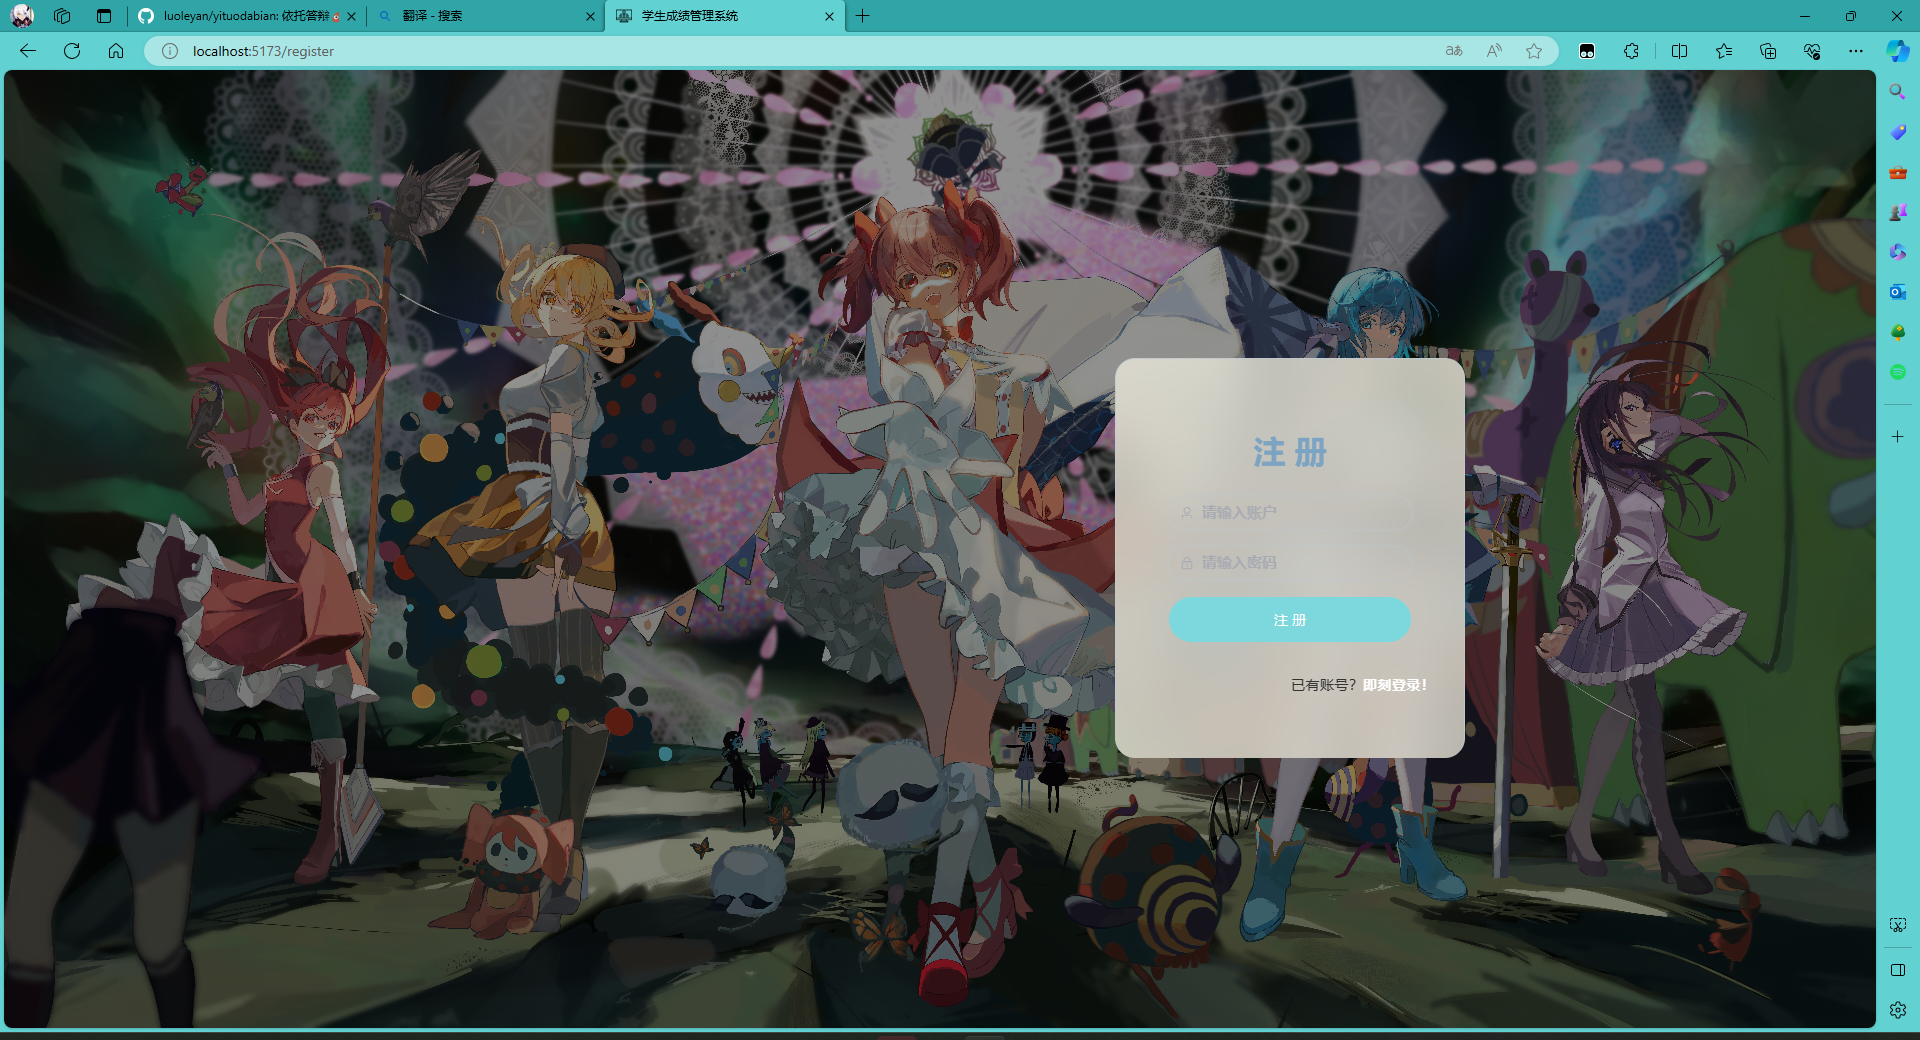 luoleyan/yituodabian: 依托答辩
翻译 - 搜索
学生成绩管理系统
localhost:5173/register
注 册
请输入账户
请输入密码
注 册
已有账号? 即刻登录!